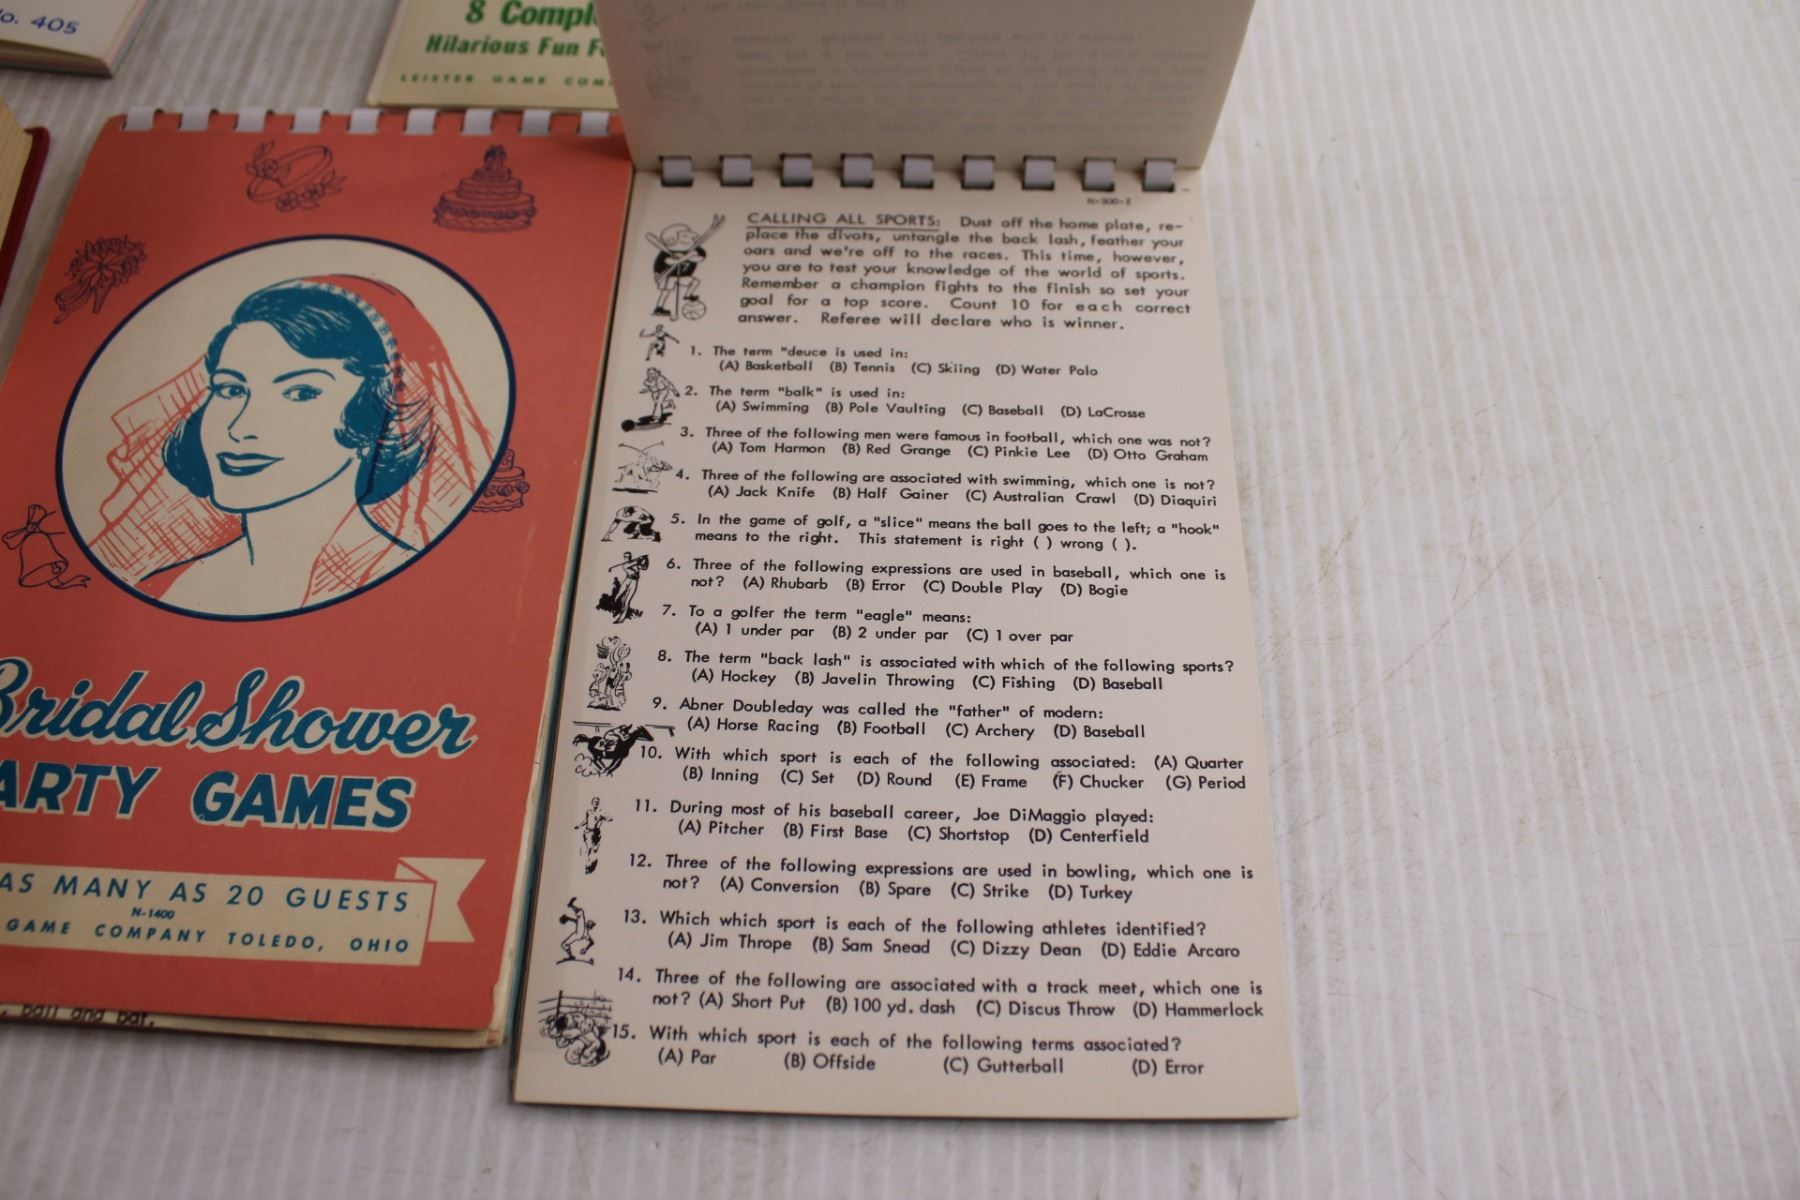 o. 405
8 Compl
Hilarious Fun F
LEISTER GAME COM
Bridal Shower
ARTY GAMES
AS MANY AS 20 GUESTS
N-1400
GAME COMPANY TOLEDO, OHIO
, ball and bat,
N-300-2
CALLING ALL SPORTS: Dust off the home plate, re-
place the divots, untangle the back lash, feather your
oars and we're off to the races. This time, however,
you are to test your knowledge of the world of sports.
Remember a champion fights to the finish so set your
goal for a top score. Count 10 for each correct
answer. Referee will declare who is winner.
1. The term "deuce is used in:
(A) Basketball (B) Tennis (C) Skiing (D) Water Polo
2. The term "balk" is used in:
(A) Swimming (B) Pole Vaulting (C) Baseball (D) LaCrosse
3. Three of the following men were famous in football, which one was not?
(A) Tom Harmon (B) Red Grange (C) Pinkie Lee (D) Otto Graham
4. Three of the following are associated with swimming, which one is not?
(A) Jack Knife (B) Half Gainer (C) Australian Crawl (D) Diaquiri
5. In the game of golf, a "slice" means the ball goes to the left; a "hook"
means to the right. This statement is right ( ) wrong ( ).
6. Three of the following expressions are used in baseball, which one is
not? (A) Rhubarb (B) Error (C) Double Play (D) Bogie
7. To a golfer the term "eagle" means:
(A) 1 under par (B) 2 under par (C) 1 over par
8. The term "back lash" is associated with which of the following sports?
(A) Hockey (B) Javelin Throwing (C) Fishing (D) Baseball
9. Abner Doubleday was called the "father" of modern:
(A) Horse Racing (B) Football (C) Archery (D) Baseball
10. With which sport is each of the following associated: (A) Quarter
(B) Inning (C) Set (D) Round (E) Frame (F) Chucker (G) Period
11. During most of his baseball career, Joe DiMaggio played:
(A) Pitcher (B) First Base (C) Shortstop (D) Centerfield
12. Three of the following expressions are used in bowling, which one is
not? (A) Conversion (B) Spare (C) Strike (D) Turkey
13. Which which sport is each of the following athletes identified?
(A) Jim Thrope (B) Sam Snead (C) Dizzy Dean (D) Eddie Arcaro
14. Three of the following are associated with a track meet, which one is
not? (A) Short Put (B) 100 yd. dash (C) Discus Throw (D) Hammerlock
15. With which sport is each of the following terms associated?
(A) Par (B) Offside (C) Gutterball (D) Error